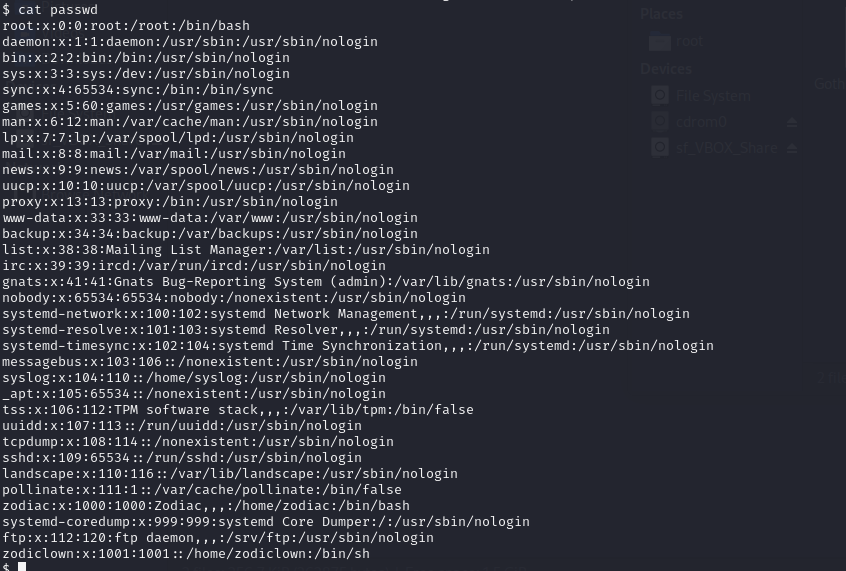 $ cat passwd
root:x:0:0:root:/root:/bin/bash
daemon:x:1:1:daemon:/usr/sbin:/usr/sbin/nologin
bin:x:2:2:bin:/bin:/usr/sbin/nologin
sys:x:3:3:sys:/dev:/usr/sbin/nologin
sync:x:4:65534:sync:/bin:/bin/sync
games:x:5:60:games:/usr/games:/usr/sbin/nologin
man:x:6:12:man:/var/cache/man:/usr/sbin/nologin
lp:x:7:7:lp:/var/spool/lpd:/usr/sbin/nologin
mail:x:8:8:mail:/var/mail:/usr/sbin/nologin
news:x:9:9:news:/var/spool/news:/usr/sbin/nologin
uucp:x:10:10:uucp:/var/spool/uucp:/usr/sbin/nologin
proxy:x:13:13:proxy:/bin:/usr/sbin/nologin
www-data:x:33:33:www-data:/var/www:/usr/sbin/nologin
backup:x:34:34:backup:/var/backups:/usr/sbin/nologin
list:x:38:38:Mailing List Manager:/var/list:/usr/sbin/nologin
irc:x:39:39:ircd:/var/run/ircd:/usr/sbin/nologin
gnats:x:41:41:Gnats Bug-Reporting System (admin):/var/lib/gnats:/usr/sbin/nologin
nobody:x:65534:65534:nobody:/nonexistent:/usr/sbin/nologin
systemd-network:x:100:102:systemd Network Management,,,:/run/systemd:/usr/sbin/nologin
systemd-resolve:x:101:103:systemd Resolver,,,:/run/systemd:/usr/sbin/nologin
systemd-timesync:x:102:104:systemd Time Synchronization,,,:/run/systemd:/usr/sbin/nologin
messagebus:x:103:106::/nonexistent:/usr/sbin/nologin
syslog:x:104:110::/home/syslog:/usr/sbin/nologin
_apt:x:105:65534::/nonexistent:/usr/sbin/nologin
tss:x:106:112:TPM software stack,,,:/var/lib/tpm:/bin/false
uuidd:x:107:113::/run/uuidd:/usr/sbin/nologin
tcpdump:x:108:114::/nonexistent:/usr/sbin/nologin
sshd:x:109:65534::/run/sshd:/usr/sbin/nologin
landscape:x:110:116::/var/lib/landscape:/usr/sbin/nologin
pollinate:x:111:1::/var/cache/pollinate:/bin/false
zodiac:x:1000:1000:Zodiac,,,:/home/zodiac:/bin/bash
systemd-coredump:x:999:999:systemd Core Dumper:/:/usr/sbin/nologin
ftp:x:112:120:ftp daemon,,,:/srv/ftp:/usr/sbin/nologin
zodiclown:x:1001:1001::/home/zodiclown:/bin/sh
$
Places
root
Devices
File System
cdrom0
sf_VBOX_Share